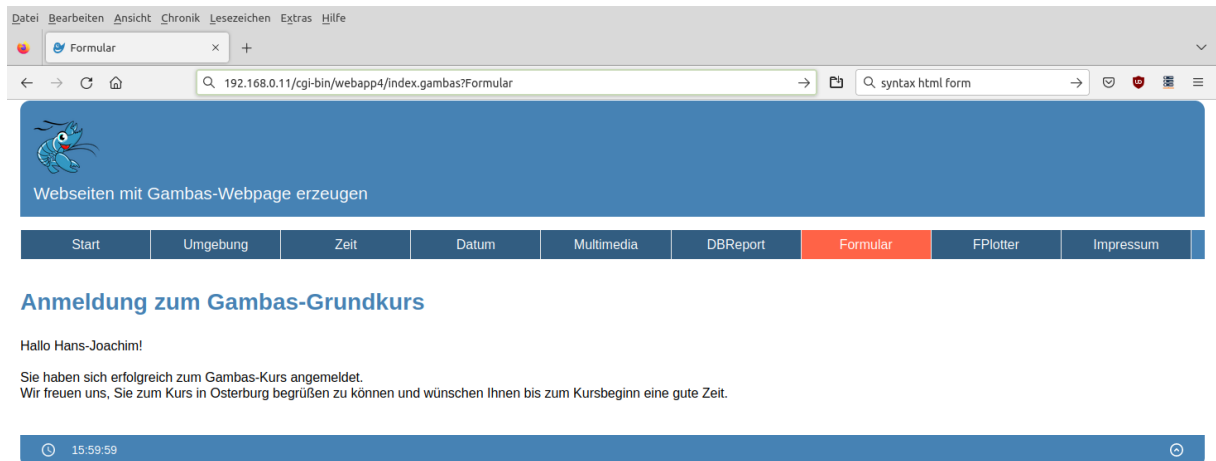 Datei Bearbeiten Ansicht Chronik Lesezeichen Extras Hilfe
Formular
192.168.0.11/cgi-bin/webapp4/index.gambas?Formular
syntax html form
Webseiten mit Gambas-Webpage erzeugen
Start Umgebung Zeit Datum Multimedia DBReport Formular FPlotter Impressum
Anmeldung zum Gambas-Grundkurs
Hallo Hans-Joachim!
Sie haben sich erfolgreich zum Gambas-Kurs angemeldet.
Wir freuen uns, Sie zum Kurs in Osterburg begrüßen zu können und wünschen Ihnen bis zum Kursbeginn eine gute Zeit.
15:59:59